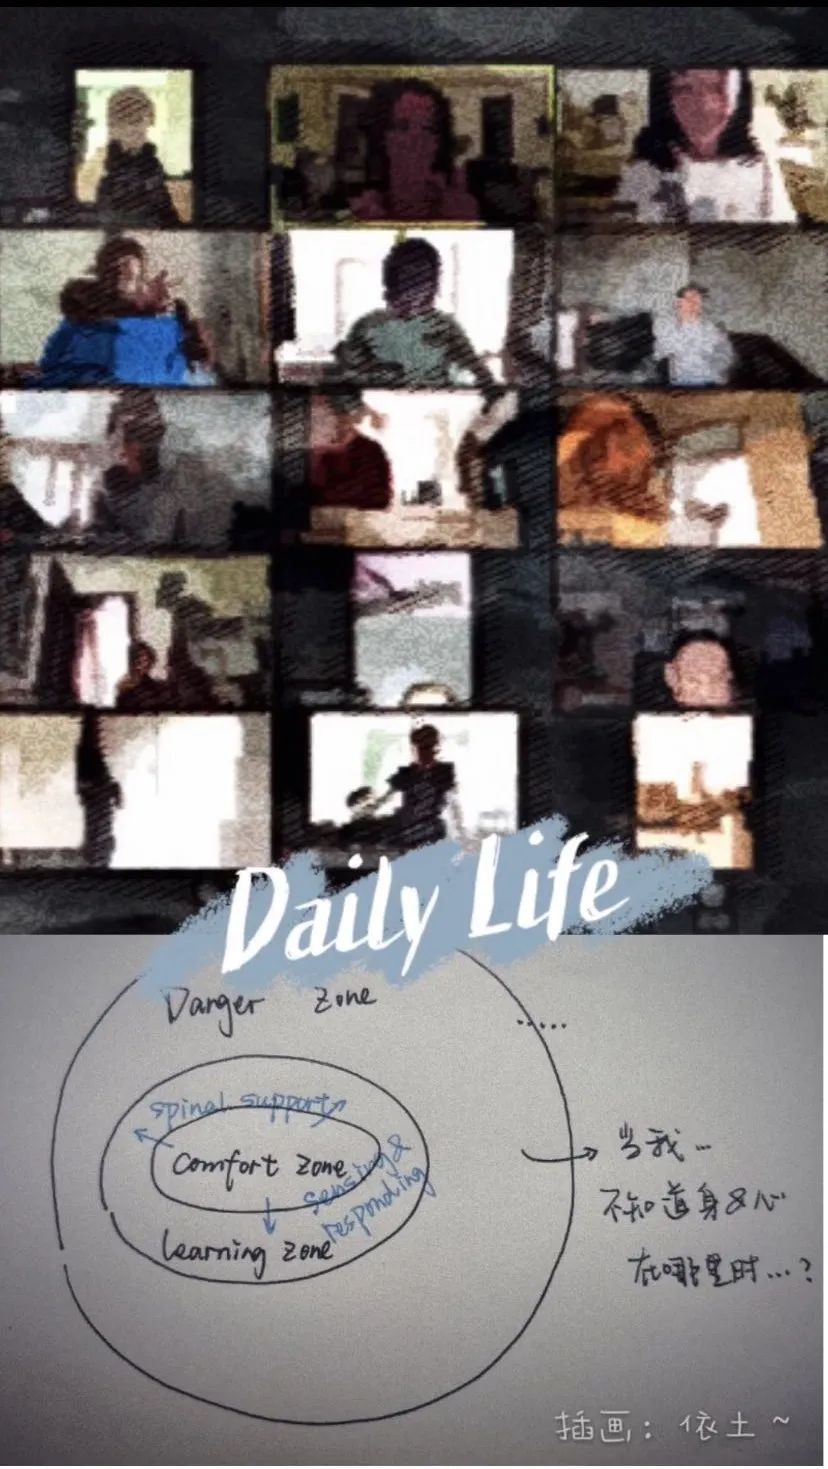 Daily Life
Danger zone
.....
spinal support
Comfort zone
sensing &
responding
learning zone
当我...
不知道身&心
在哪里时...?
插画：依土~